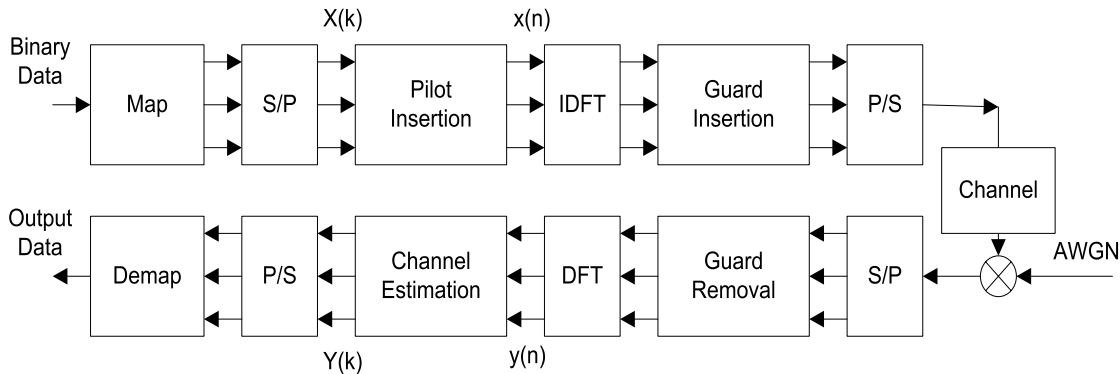 X(k)
x(n)
Binary
Data
Map
S/P
Pilot
Insertion
IDFT
Guard
Insertion
P/S
Channel
AWGN
Output
Data
Demap
P/S
Channel
Estimation
DFT
Guard
Removal
S/P
Y(k)
y(n)